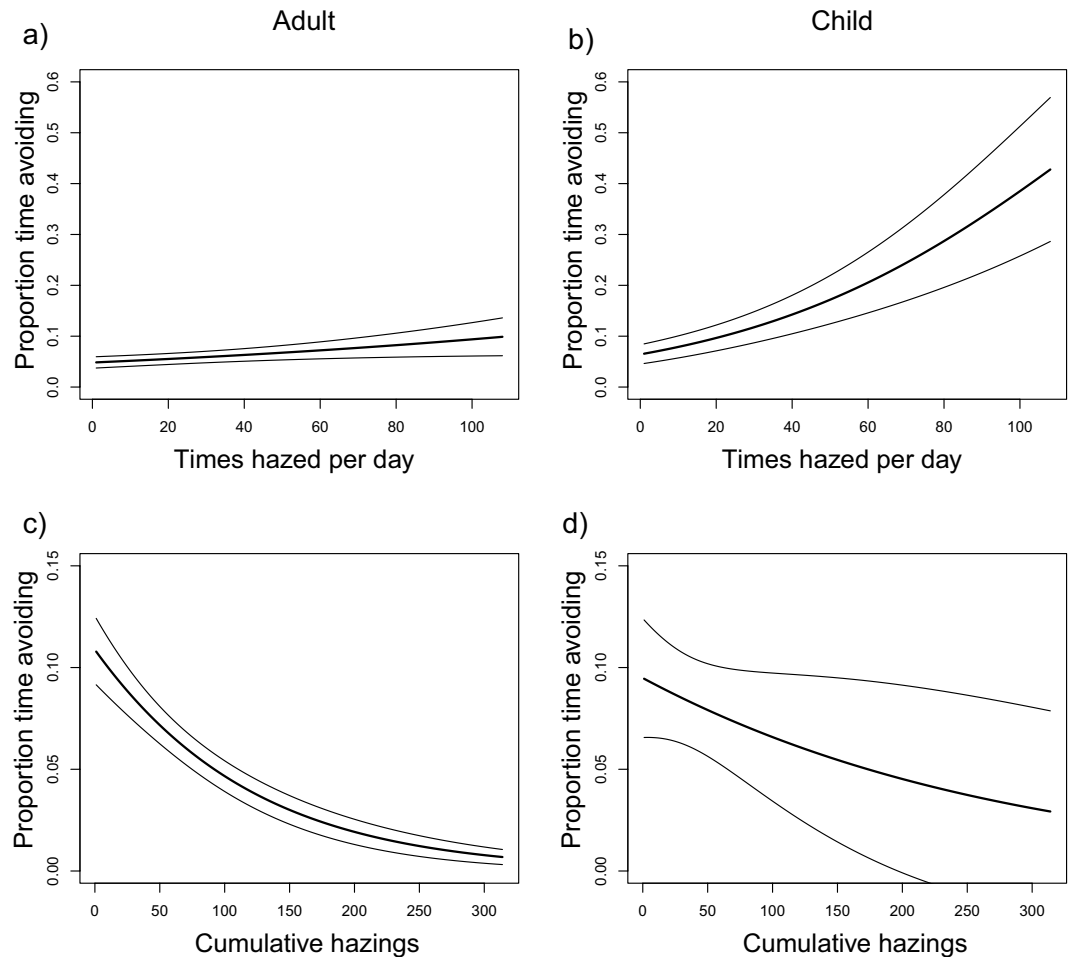 Adult
Child
a)
b)
Proportion time avoiding
0.0 0.1 0.2 0.3 0.4 0.5 0.6
0 20 40 60 80 100
Times hazed per day
Proportion time avoiding
0.0 0.1 0.2 0.3 0.4 0.5 0.6
0 20 40 60 80 100
Times hazed per day
c)
d)
Proportion time avoiding
0.00 0.05 0.10 0.15
0 50 100 150 200 250 300
Cumulative hazings
Proportion time avoiding
0.00 0.05 0.10 0.15
0 50 100 150 200 250 300
Cumulative hazings